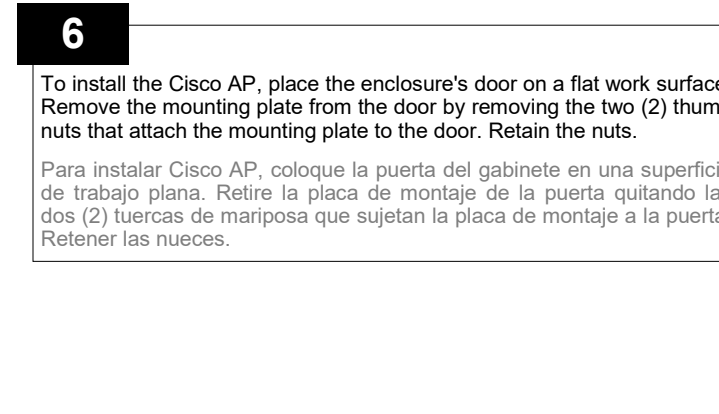 6
To install the Cisco AP, place the enclosure's door on a flat work surface
Remove the mounting plate from the door by removing the two (2) thum
nuts that attach the mounting plate to the door. Retain the nuts.
Para instalar Cisco AP, coloque la puerta del gabinete en una superfici
de trabajo plana. Retire la placa de montaje de la puerta quitando la
dos (2) tuercas de mariposa que sujetan la placa de montaje a la puerta
Retener las nueces.